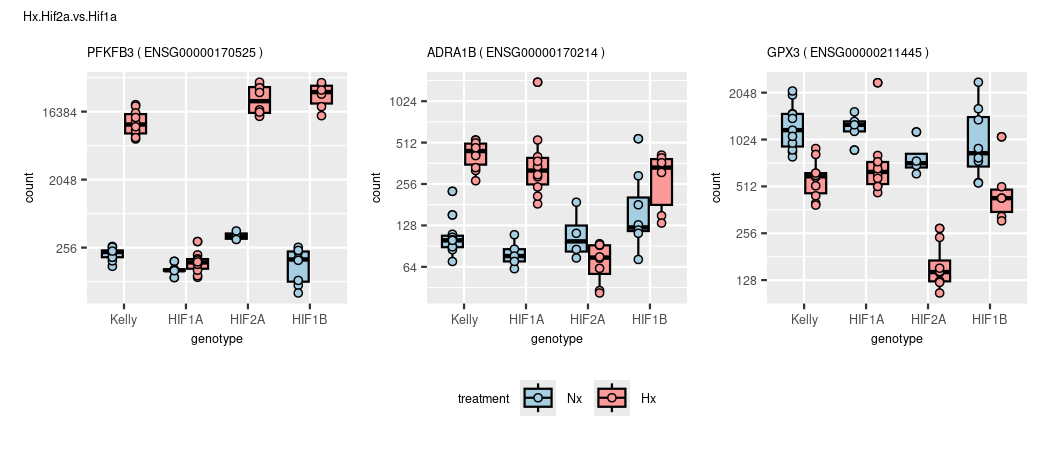 Hx.Hif2a.vs.Hif1a
PFKFB3 ( ENSG00000170525 )
count
16384
2048
256
Kelly HIF1A HIF2A HIF1B
genotype
ADRA1B ( ENSG00000170214 )
count
1024
512
256
128
64
Kelly HIF1A HIF2A HIF1B
genotype
GPX3 ( ENSG00000211445 )
count
2048
1024
512
256
128
Kelly HIF1A HIF2A HIF1B
genotype
treatment Nx Hx